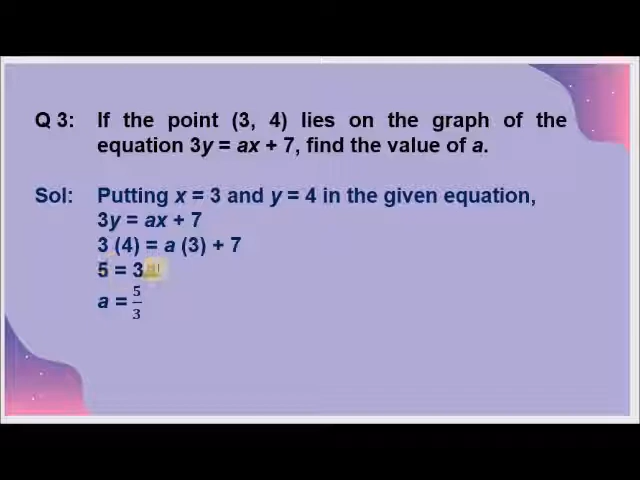 Q 3: If the point (3, 4) lies on the graph of the
equation 3y = ax + 7, find the value of a.
Sol: Putting x = 3 and y = 4 in the given equation,
3y = ax + 7
3 (4) = a (3) + 7
5 = 3
a = 5/3